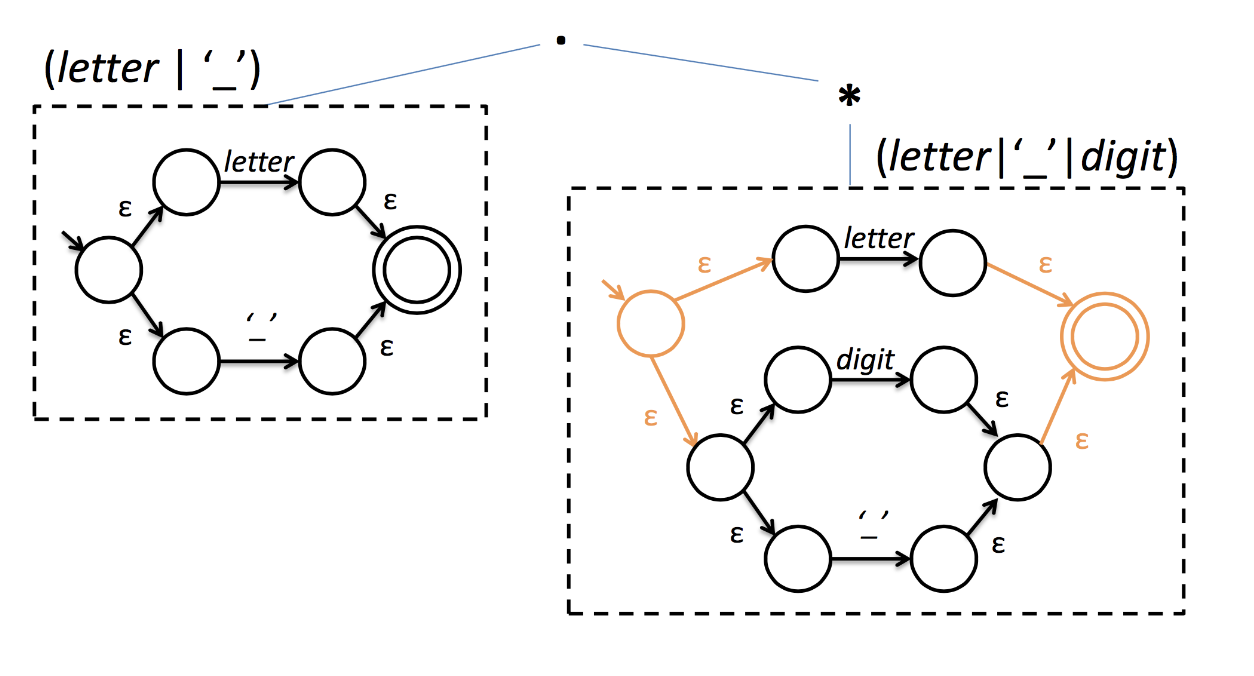 .
(letter | ‘_’)
*
(letter|‘_’|digit)
letter
ε
ε
‘_’
ε
ε
letter
ε
ε
digit
ε
ε
ε
ε
‘_’
ε
ε